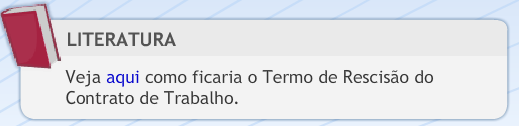 LITERATURA
Veja aqui como ficaria o Termo de Rescisão do
Contrato de Trabalho.